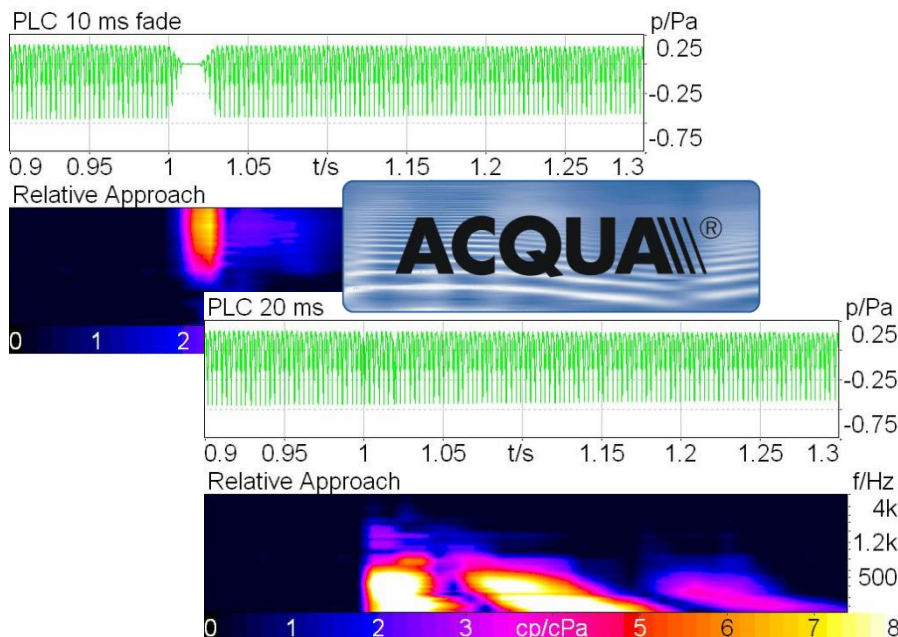 PLC 10 ms fade p/Pa
0.25
-0.25
-0.75
0.9 0.95 1 1.05 t/s 1.15 1.2 1.25 1.3
Relative Approach
ACQUA®
0 1 2
PLC 20 ms p/Pa
0.25
-0.25
-0.75
0.9 0.95 1 1.05 t/s 1.15 1.2 1.25 1.3
Relative Approach f/Hz
4k
1.2k
500
0 1 2 3 cp/cPa 5 6 7 8